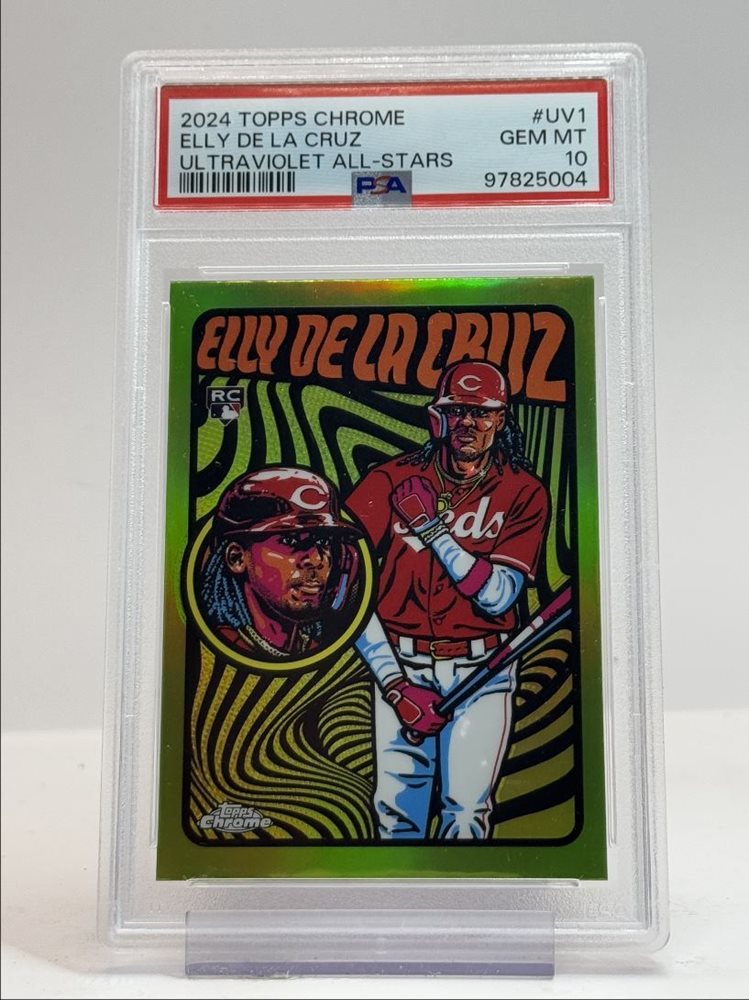 2024 TOPPS CHROME #UV1
ELLY DE LA CRUZ GEM MT
ULTRAVIOLET ALL-STARS 10
PSA 97825004
ELLY DE LA CRUZ
RC
C
Reds
C
Topps
Chrome